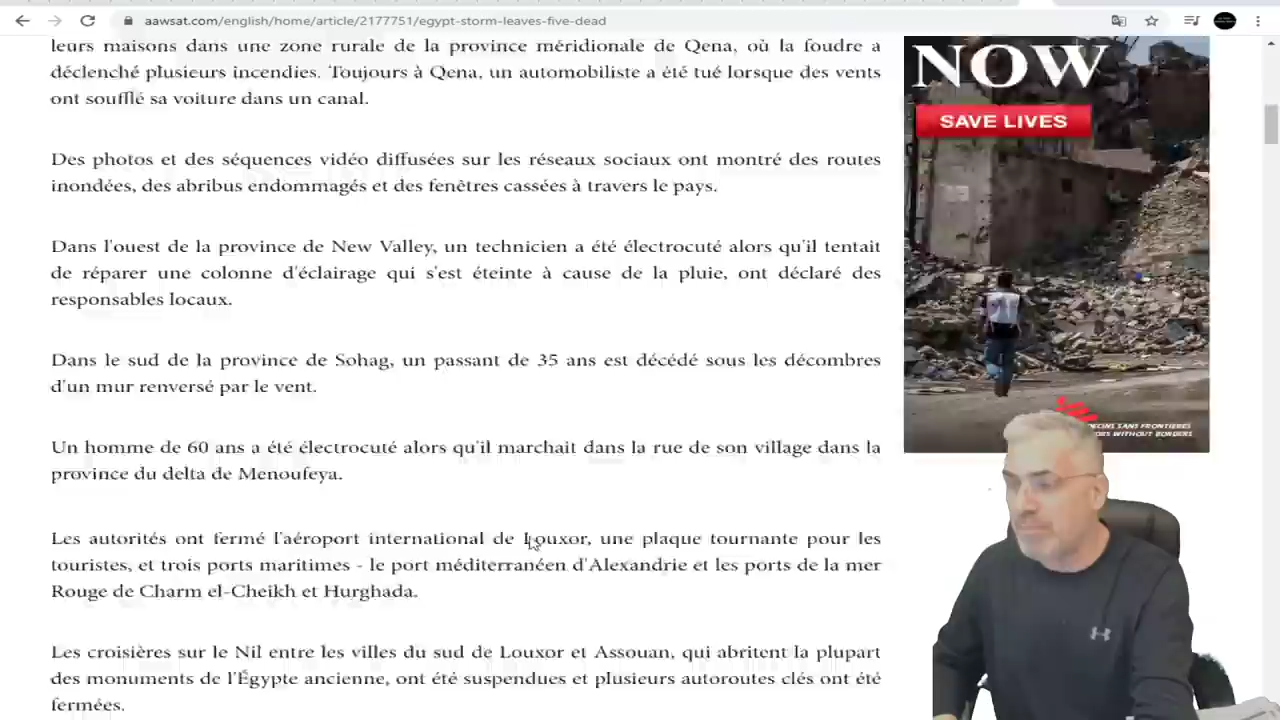 aawsat.com/english/home/article/2177751/egypt-storm-leaves-five-dead
leurs maisons dans une zone rurale de la province méridionale de Qena, où la foudre a
déclenché plusieurs incendies. Toujours à Qena, un automobiliste a été tué lorsque des vents
ont soufflé sa voiture dans un canal.
Des photos et des séquences vidéo diffusées sur les réseaux sociaux ont montré des routes
inondées, des abribus endommagés et des fenêtres cassées à travers le pays.
Dans l'ouest de la province de New Valley, un technicien a été électrocuté alors qu'il tentait
de réparer une colonne d'éclairage qui s'est éteinte à cause de la pluie, ont déclaré des
responsables locaux.
Dans le sud de la province de Sohag, un passant de 35 ans est décédé sous les décombres
d'un mur renversé par le vent.
Un homme de 60 ans a été électrocuté alors qu'il marchait dans la rue de son village dans la
province du delta de Menoufeya.
Les autorités ont fermé l'aéroport international de Louxor, une plaque tournante pour les
touristes, et trois ports maritimes - le port méditerranéen d'Alexandrie et les ports de la mer
Rouge de Charm el-Cheikh et Hurghada.
Les croisières sur le Nil entre les villes du sud de Louxor et Assouan, qui abritent la plupart
des monuments de l'Égypte ancienne, ont été suspendues et plusieurs autoroutes clés ont été
fermées.
NOW
SAVE LIVES
SANS FRONTIERES
WITHOUT BORDERS